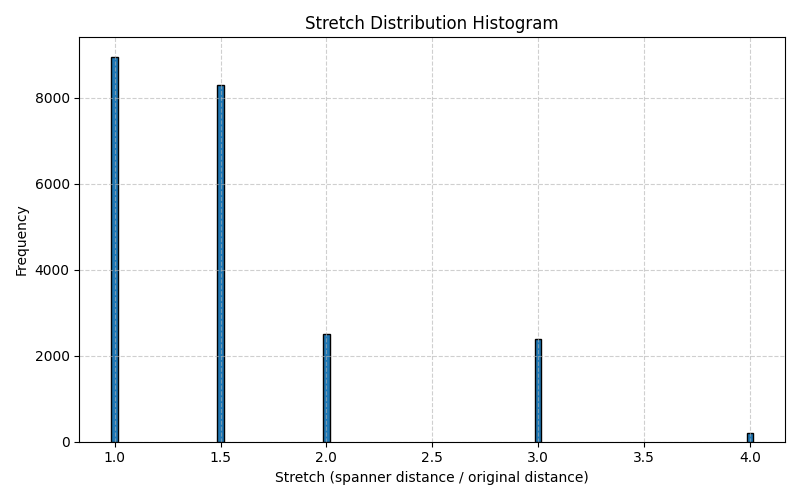 Stretch Distribution Histogram
Frequency
8000
6000
4000
2000
0
1.0 1.5 2.0 2.5 3.0 3.5 4.0
Stretch (spanner distance / original distance)